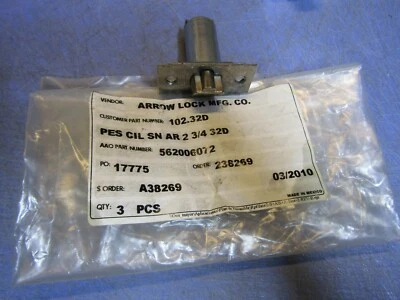 VENDOR: ARROW LOCK MFG. CO.
CUSTOMER PART NUMBER: 102.32D
PES CIL SN AR 2 3/4 32D
AAO PART NUMBER: 562006072
PO: 17775 ORDER: 238269
03/2010
S ORDER: A38269
MADE IN MEXICO
QTY: 3 PCS